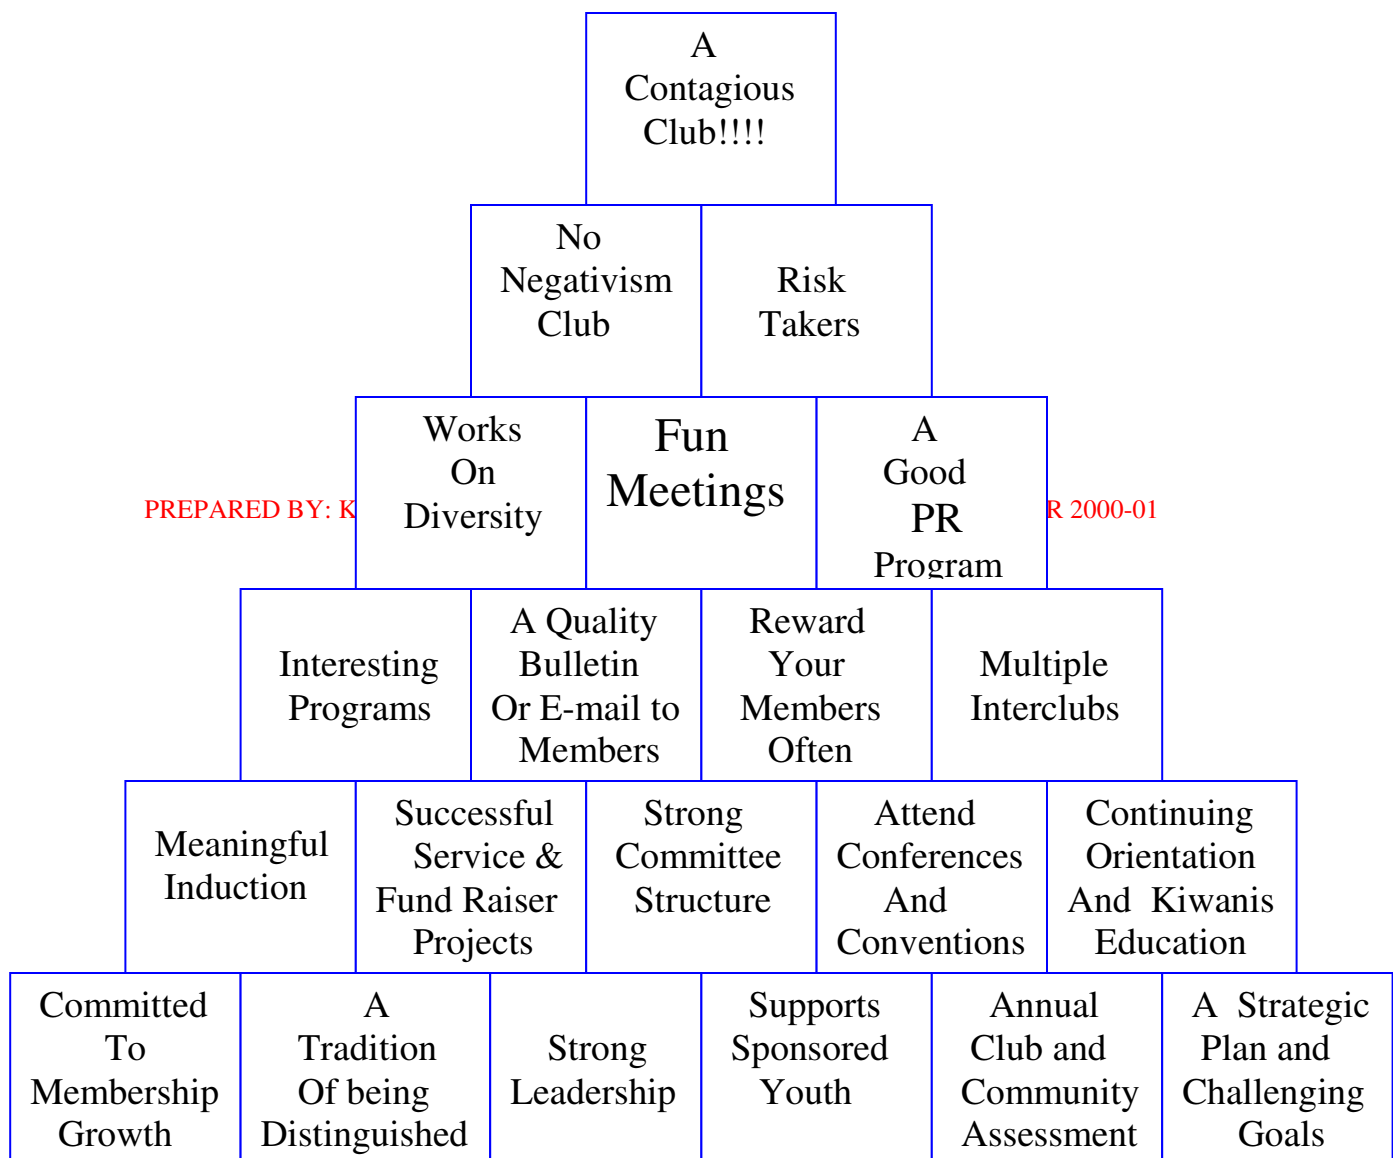 A
Contagious
Club!!!!
No
Negativism
Club
Risk
Takers
Works
On
Diversity
Fun
Meetings
A
Good
PR
Program
PREPARED BY: K
R 2000-01
Interesting
Programs
A Quality
Bulletin
Or E-mail to
Members
Reward
Your
Members
Often
Multiple
Interclubs
Meaningful
Induction
Successful
Service &
Fund Raiser
Projects
Strong
Committee
Structure
Attend
Conferences
And
Conventions
Continuing
Orientation
And Kiwanis
Education
Committed
To
Membership
Growth
A
Tradition
Of being
Distinguished
Strong
Leadership
Supports
Sponsored
Youth
Annual
Club and
Community
Assessment
A Strategic
Plan and
Challenging
Goals